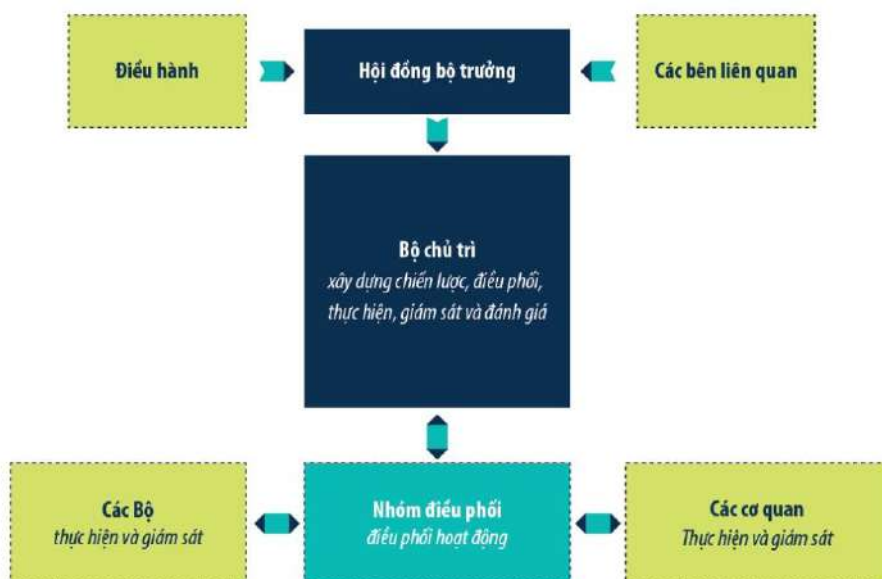 Điều hành
Hội đồng bộ trưởng
Các bên liên quan
Bộ chủ trì
xây dựng chiến lược, điều phối,
thực hiện, giám sát và đánh giá
Các Bộ
thực hiện và giám sát
Nhóm điều phối
điều phối hoạt động
Các cơ quan
Thực hiện và giám sát